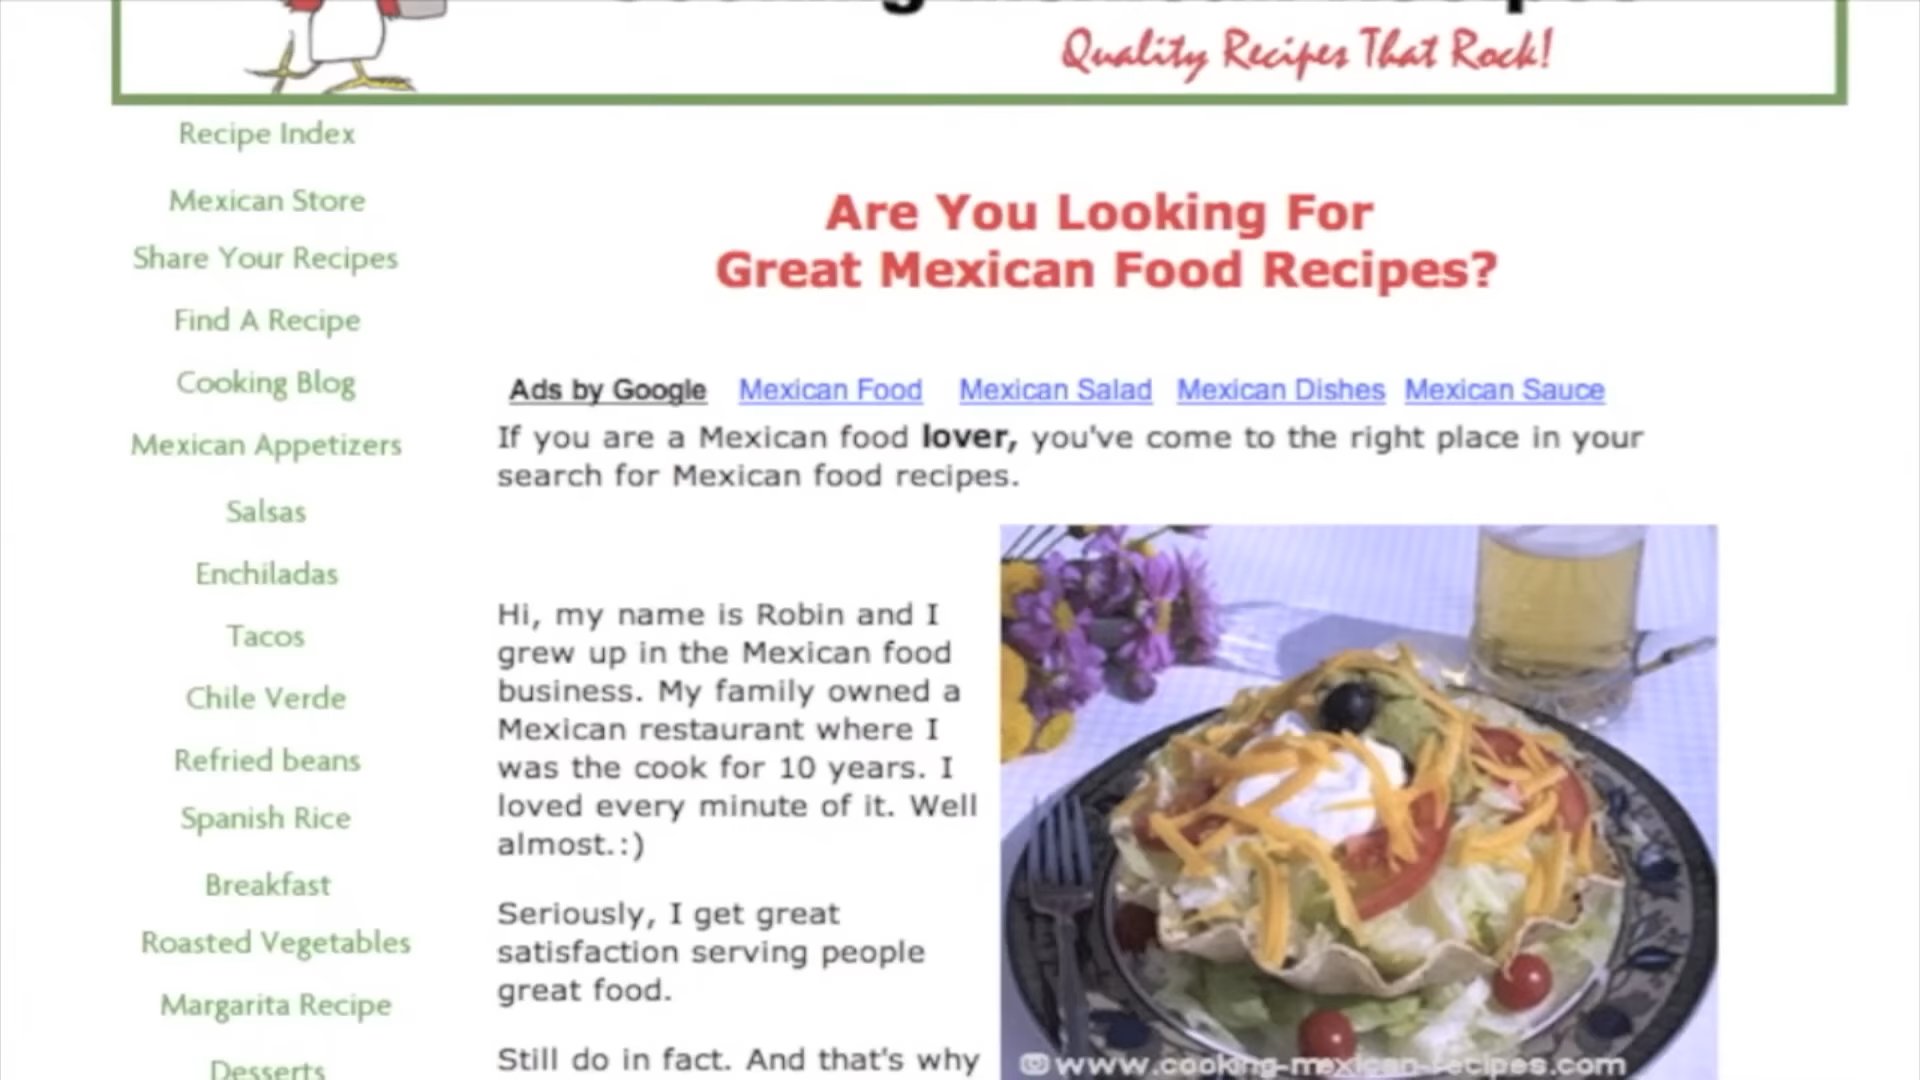 Quality Recipes That Rock!
Recipe Index
Mexican Store
Share Your Recipes
Find A Recipe
Cooking Blog
Mexican Appetizers
Salsas
Enchiladas
Tacos
Chile Verde
Refried beans
Spanish Rice
Breakfast
Roasted Vegetables
Margarita Recipe
Desserts
Are You Looking For
Great Mexican Food Recipes?
Ads by Google Mexican Food Mexican Salad Mexican Dishes Mexican Sauce
If you are a Mexican food lover, you've come to the right place in your
search for Mexican food recipes.
Hi, my name is Robin and I
grew up in the Mexican food
business. My family owned a
Mexican restaurant where I
was the cook for 10 years. I
loved every minute of it. Well
almost.:)
Seriously, I get great
satisfaction serving people
great food.
Still do in fact. And that's why
© www.cooking-mexican-recipes.com